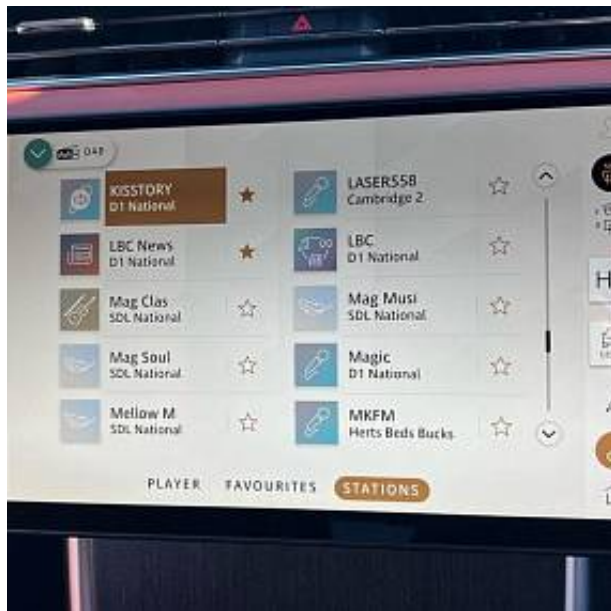 DAB
KISSTORY
D1 National
LASER558
Cambridge 2
LBC News
D1 National
LBC
D1 National
Mag Clas
SDL National
Mag Musi
SDL National
Mag Soul
SDL National
Magic
D1 National
Mellow M
SDL National
MKFM
Herts Beds Bucks
PLAYER
FAVOURITES
STATIONS
H